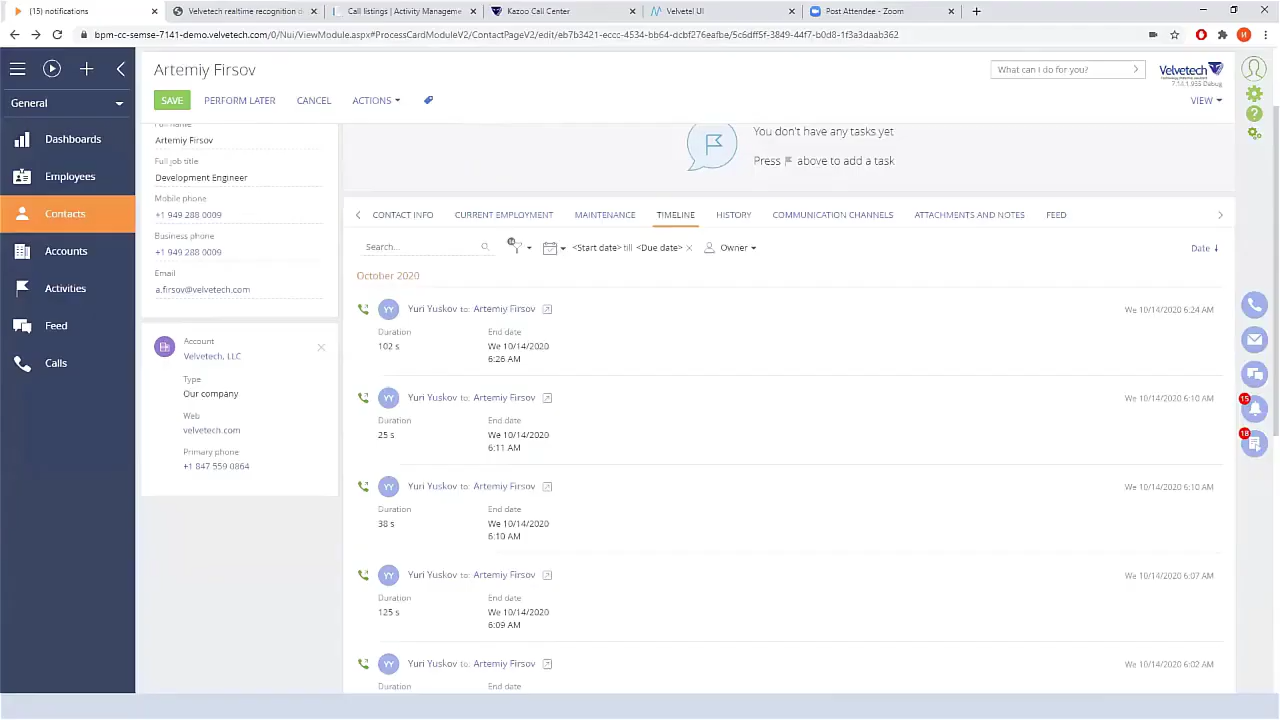 (15) notifications
Velvetech realtime recognition d
Call listings | Activity Manageme
Kazoo Call Center
Velvetel UI
Post Attendee - Zoom
bpm-cc-semse-7141-demo.velvetech.com/0/Nui/ViewModule.aspx#ProcessCardModuleV2/ContactPageV2/edit/eb7b3421-eccc-4534-bb64-dcbf276eafbe/5c6df5f-3849-44f7-b0d8-1f3a3daab362
Artemiy Firsov
What can I do for you?
Velvetech
7.14.1.955 Debug
SAVE
PERFORM LATER
CANCEL
ACTIONS
VIEW
General
Dashboards
Employees
Contacts
Accounts
Activities
Feed
Calls
Full name
Artemiy Firsov
Full job title
Development Engineer
Mobile phone
+1 949 288 0009
Business phone
+1 949 288 0009
Email
a.firsov@velvetech.com
Account
Velvetech, LLC
Type
Our company
Web
velvetech.com
Primary phone
+1 847 559 0864
You don't have any tasks yet
Press above to add a task
CONTACT INFO
CURRENT EMPLOYMENT
MAINTENANCE
TIMELINE
HISTORY
COMMUNICATION CHANNELS
ATTACHMENTS AND NOTES
FEED
Search...
<Start date> till <Due date>
Owner
Date
October 2020
YY Yuri Yuskov to: Artemiy Firsov
We 10/14/2020 6:24 AM
Duration
End date
102 s
We 10/14/2020
6:26 AM
YY Yuri Yuskov to: Artemiy Firsov
We 10/14/2020 6:10 AM
Duration
End date
25 s
We 10/14/2020
6:11 AM
YY Yuri Yuskov to: Artemiy Firsov
We 10/14/2020 6:10 AM
Duration
End date
38 s
We 10/14/2020
6:10 AM
YY Yuri Yuskov to: Artemiy Firsov
We 10/14/2020 6:07 AM
Duration
End date
125 s
We 10/14/2020
6:09 AM
YY Yuri Yuskov to: Artemiy Firsov
We 10/14/2020 6:02 AM
Duration
End date
15
18